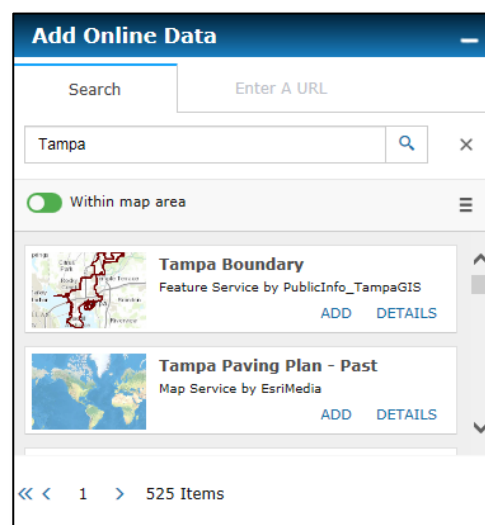 Add Online Data
Search
Enter A URL
Tampa
Within map area
Tampa Boundary
Feature Service by PublicInfo_TampaGIS
ADD DETAILS
Tampa Paving Plan - Past
Map Service by EsriMedia
ADD DETAILS
1 525 Items